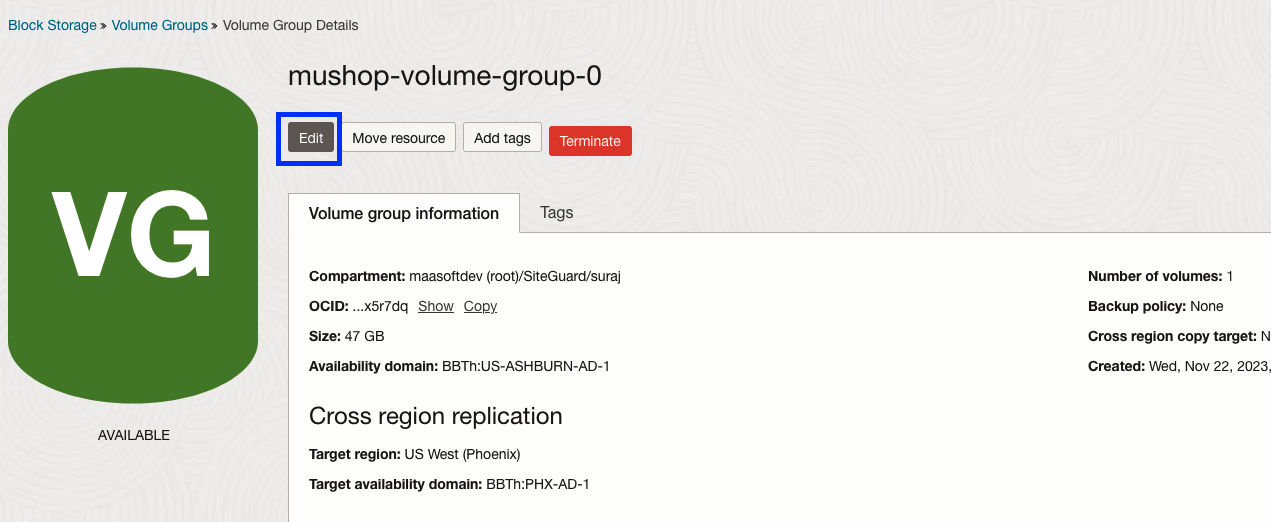 Block Storage » Volume Groups » Volume Group Details
VG
AVAILABLE
mushop-volume-group-0
Edit Move resource Add tags Terminate
Volume group information Tags
Compartment: maasoftdev (root)/SiteGuard/suraj
OCID: ...x5r7dq Show Copy
Size: 47 GB
Availability domain: BBTh:US-ASHBURN-AD-1
Cross region replication
Target region: US West (Phoenix)
Target availability domain: BBTh:PHX-AD-1
Number of volumes: 1
Backup policy: None
Cross region copy target: N
Created: Wed, Nov 22, 2023,